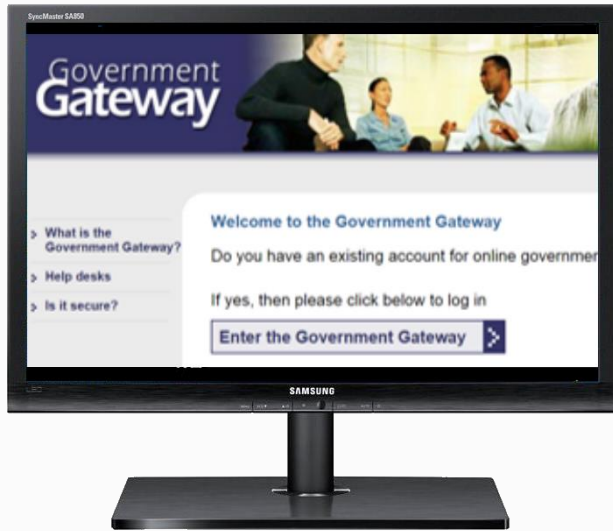 SyncMaster SA850
Government
Gateway
What is the
Government Gateway?
Help desks
Is it secure?
Welcome to the Government Gateway
Do you have an existing account for online governmen
If yes, then please click below to log in
Enter the Government Gateway
SAMSUNG